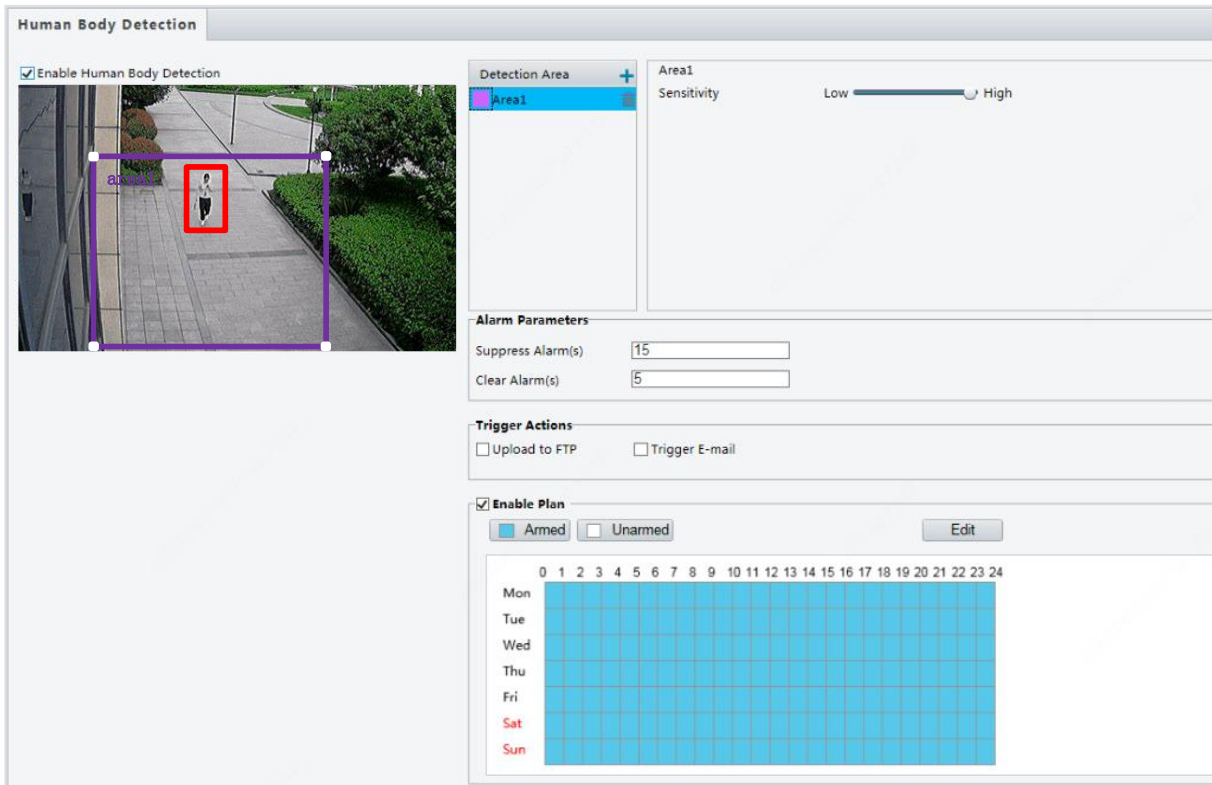 Human Body Detection
Enable Human Body Detection
area1
Detection Area
Area1
Area1
Sensitivity Low High
Alarm Parameters
Suppress Alarm(s) 15
Clear Alarm(s) 5
Trigger Actions
Upload to FTP Trigger E-mail
Enable Plan
Armed Unarmed Edit
0 1 2 3 4 5 6 7 8 9 10 11 12 13 14 15 16 17 18 19 20 21 22 23 24
Mon
Tue
Wed
Thu
Fri
Sat
Sun